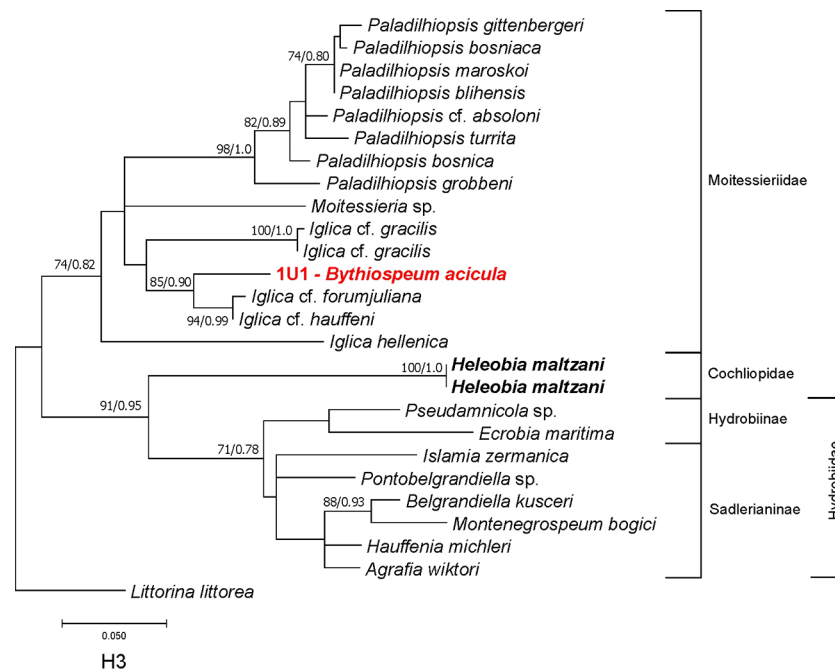 Paladilhiopsis gittenbergeri
Paladilhiopsis bosniaca
74/0.80
Paladilhiopsis maroskoi
Paladilhiopsis blihensis
Paladilhiopsis cf. absoloni
82/0.89
Paladilhiopsis turrita
98/1.0
Paladilhiopsis bosnica
Paladilhiopsis grobbeni
Moitessieriidae
Moitessieria sp.
100/1.0
Iglica cf. gracilis
Iglica cf. gracilis
74/0.82
1U1 - Bythiospeum acicula
85/0.90
Iglica cf. forumjuliana
94/0.99
Iglica cf. hauffeni
Iglica hellenica
100/1.0
Heleobia maltzani
Cochliopidae
Heleobia maltzani
91/0.95
Pseudamnicola sp.
Hydrobiinae
Ecrobia maritima
71/0.78
Islamia zermanica
Pontobelgrandiella sp.
88/0.93
Belgrandiella kusceri
Sadlerianinae
Hydrobiidae
Montenegrospeum bogici
Hauffenia michleri
Agrafia wiktori
Littorina littorea
0.050
H3